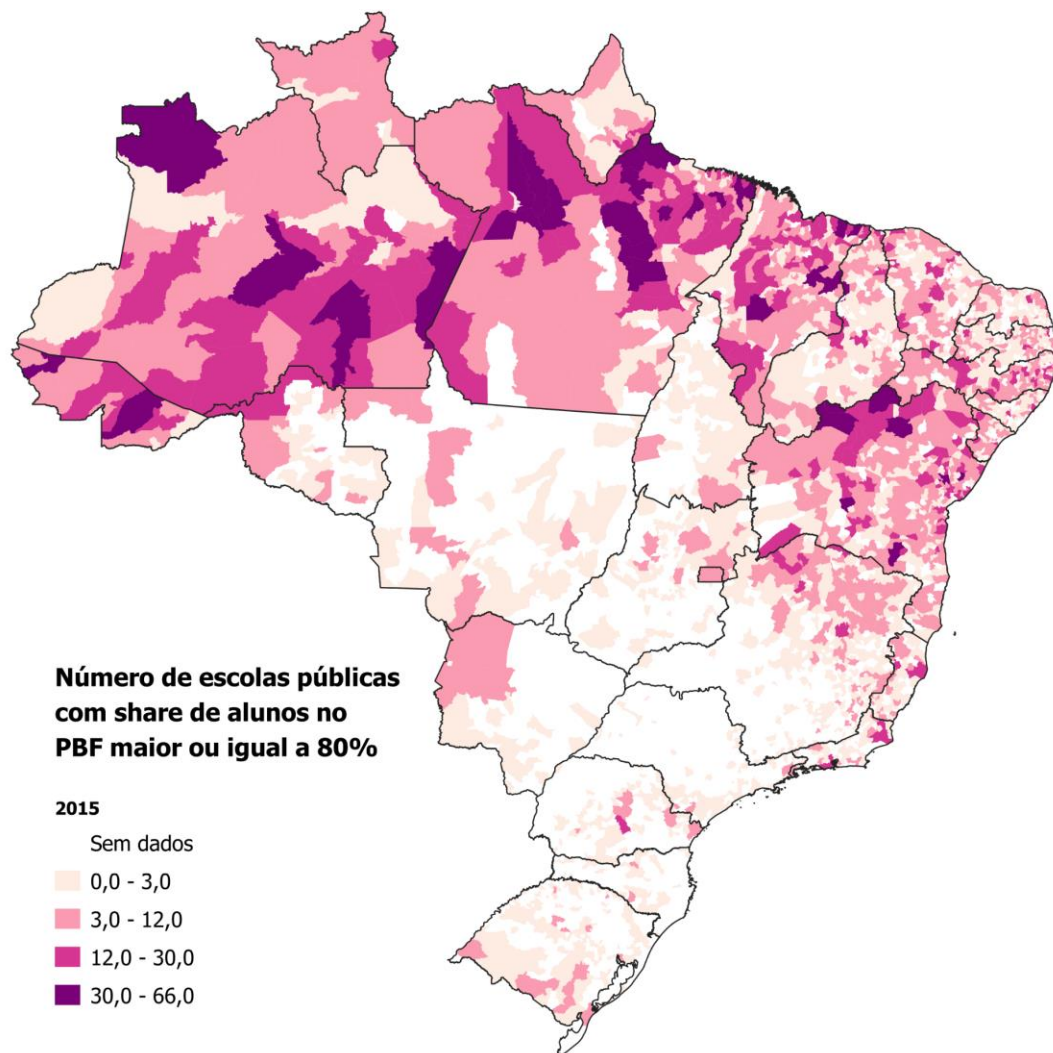 Número de escolas públicas
com share de alunos no
PBF maior ou igual a 80%
2015
Sem dados
0,0 - 3,0
3,0 - 12,0
12,0 - 30,0
30,0 - 66,0